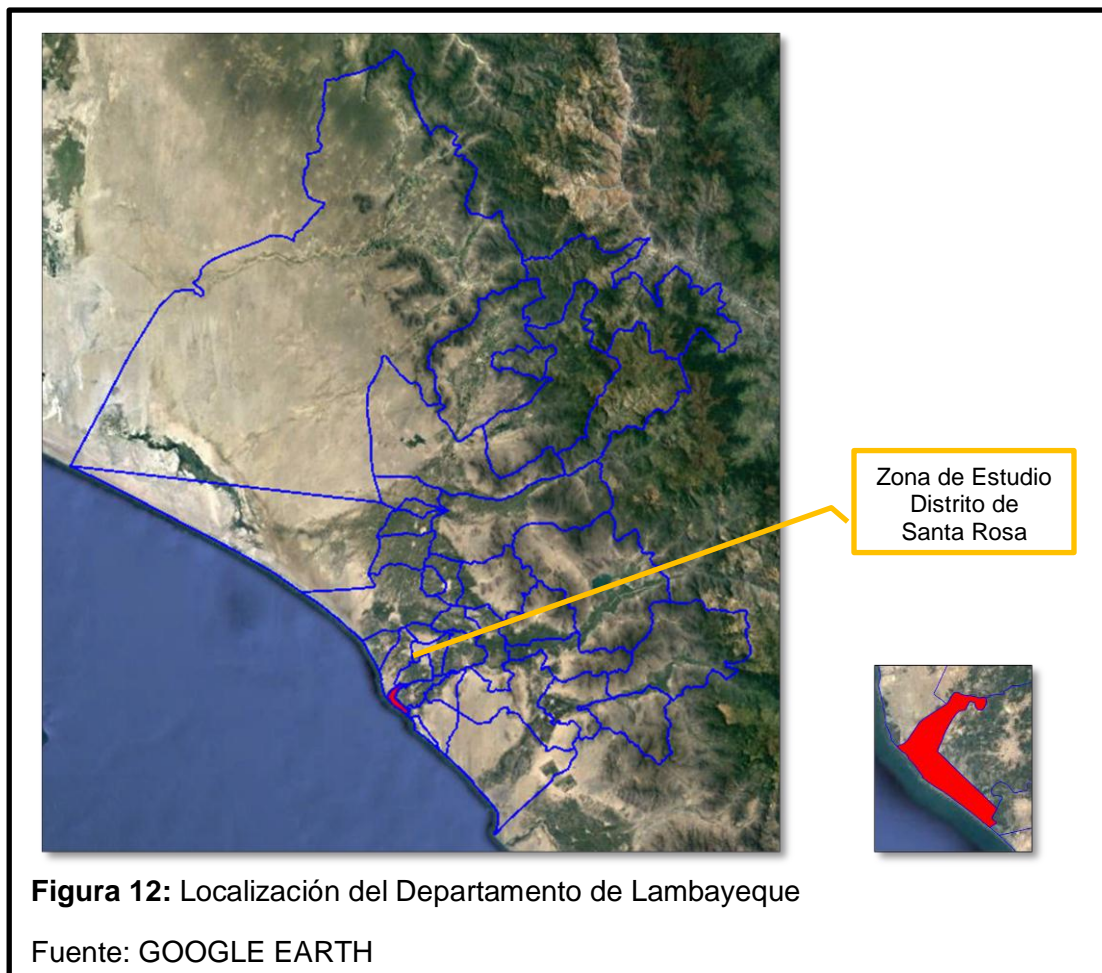 Zona de Estudio
Distrito de
Santa Rosa
Figura 12: Localización del Departamento de Lambayeque
Fuente: GOOGLE EARTH